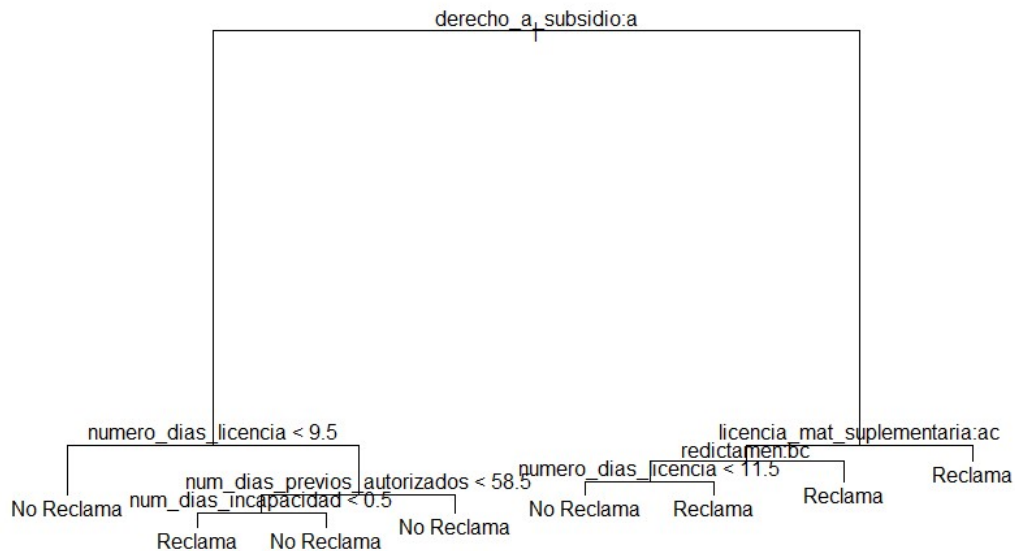 derecho_a_subsidio:a
numero_dias_licencia < 9.5
licencia_mat_suplementaria:ac
redictamen:bc
numero_dias_licencia < 11.5
num_dias_previos_autorizados < 58.5
num_dias_incapacidad < 0.5
No Reclama
Reclama
No Reclama
No Reclama
No Reclama
Reclama
Reclama
Reclama